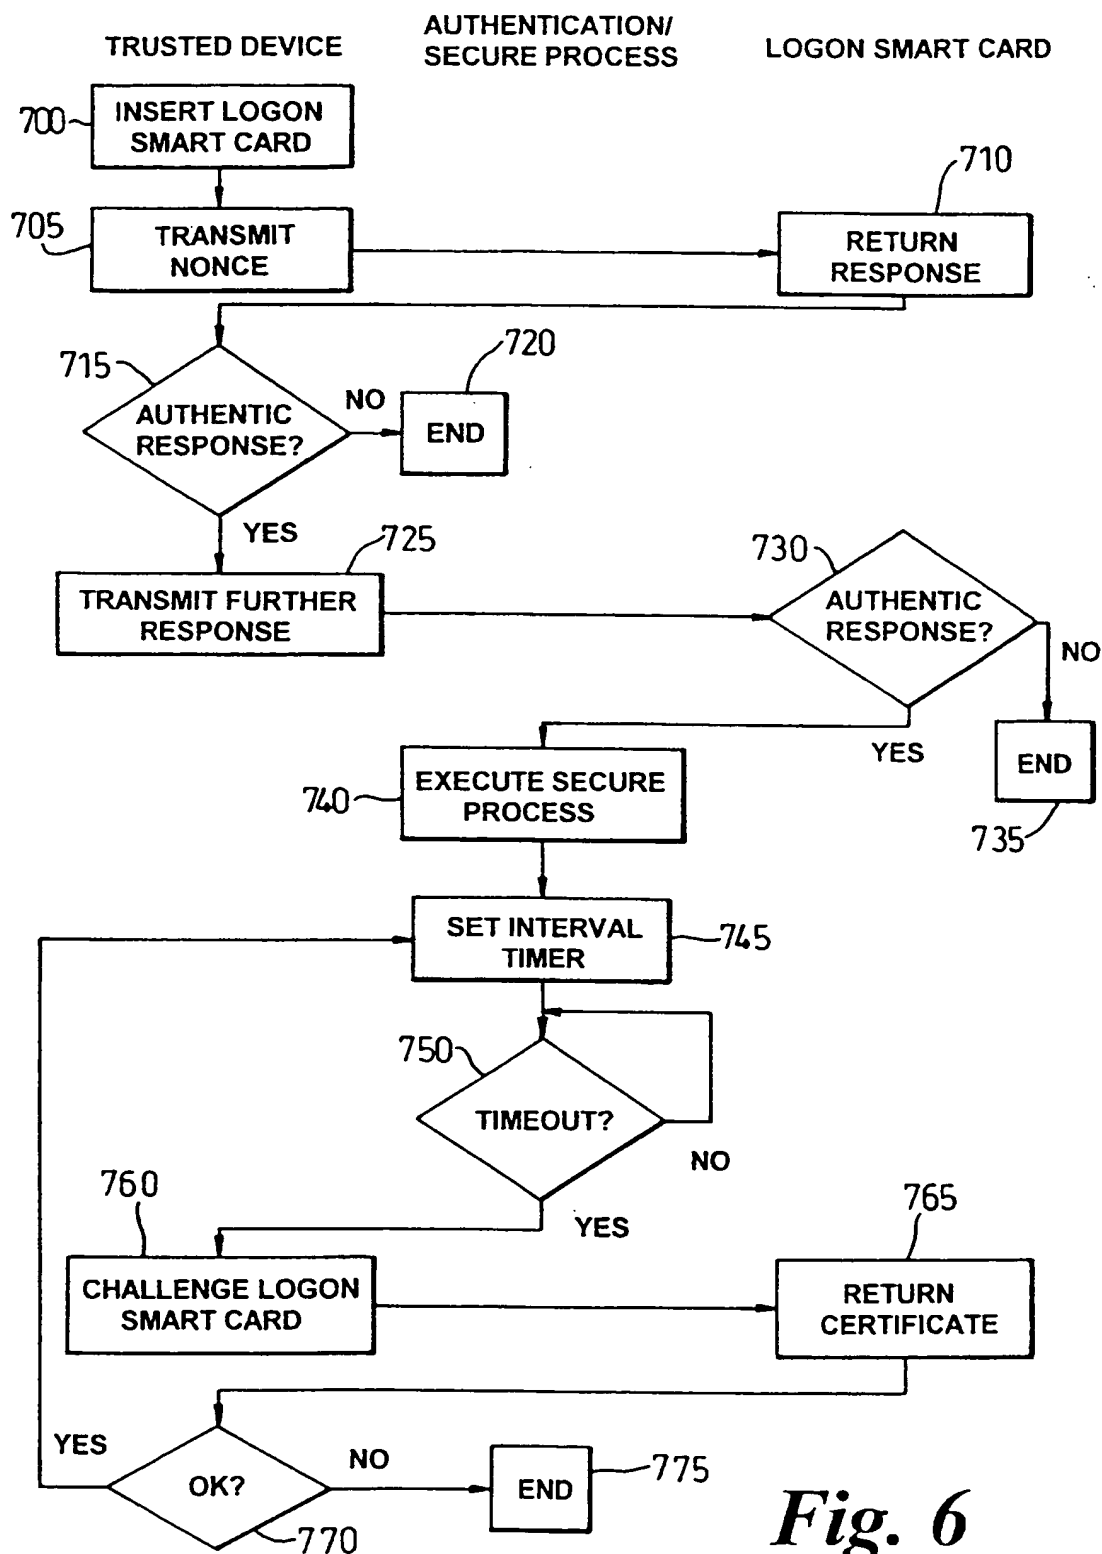 TRUSTED DEVICE
AUTHENTICATION/
SECURE PROCESS
LOGON SMART CARD
700
INSERT LOGON
SMART CARD
705
TRANSMIT
NONCE
710
RETURN
RESPONSE
715
AUTHENTIC
RESPONSE?
NO
720
END
YES
725
TRANSMIT FURTHER
RESPONSE
730
AUTHENTIC
RESPONSE?
NO
YES
END
735
740
EXECUTE SECURE
PROCESS
SET INTERVAL
TIMER
745
750
TIMEOUT?
NO
YES
760
CHALLENGE LOGON
SMART CARD
765
RETURN
CERTIFICATE
YES
OK?
NO
770
END
775
Fig. 6